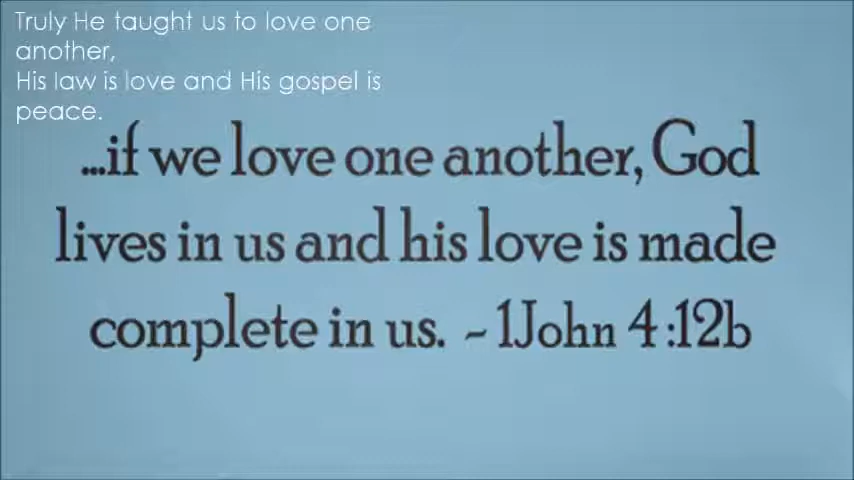 Truly He taught us to love one
another,
His law is love and His gospel is
peace.
...if we love one another, God
lives in us and his love is made
complete in us. ~ 1John 4:12b